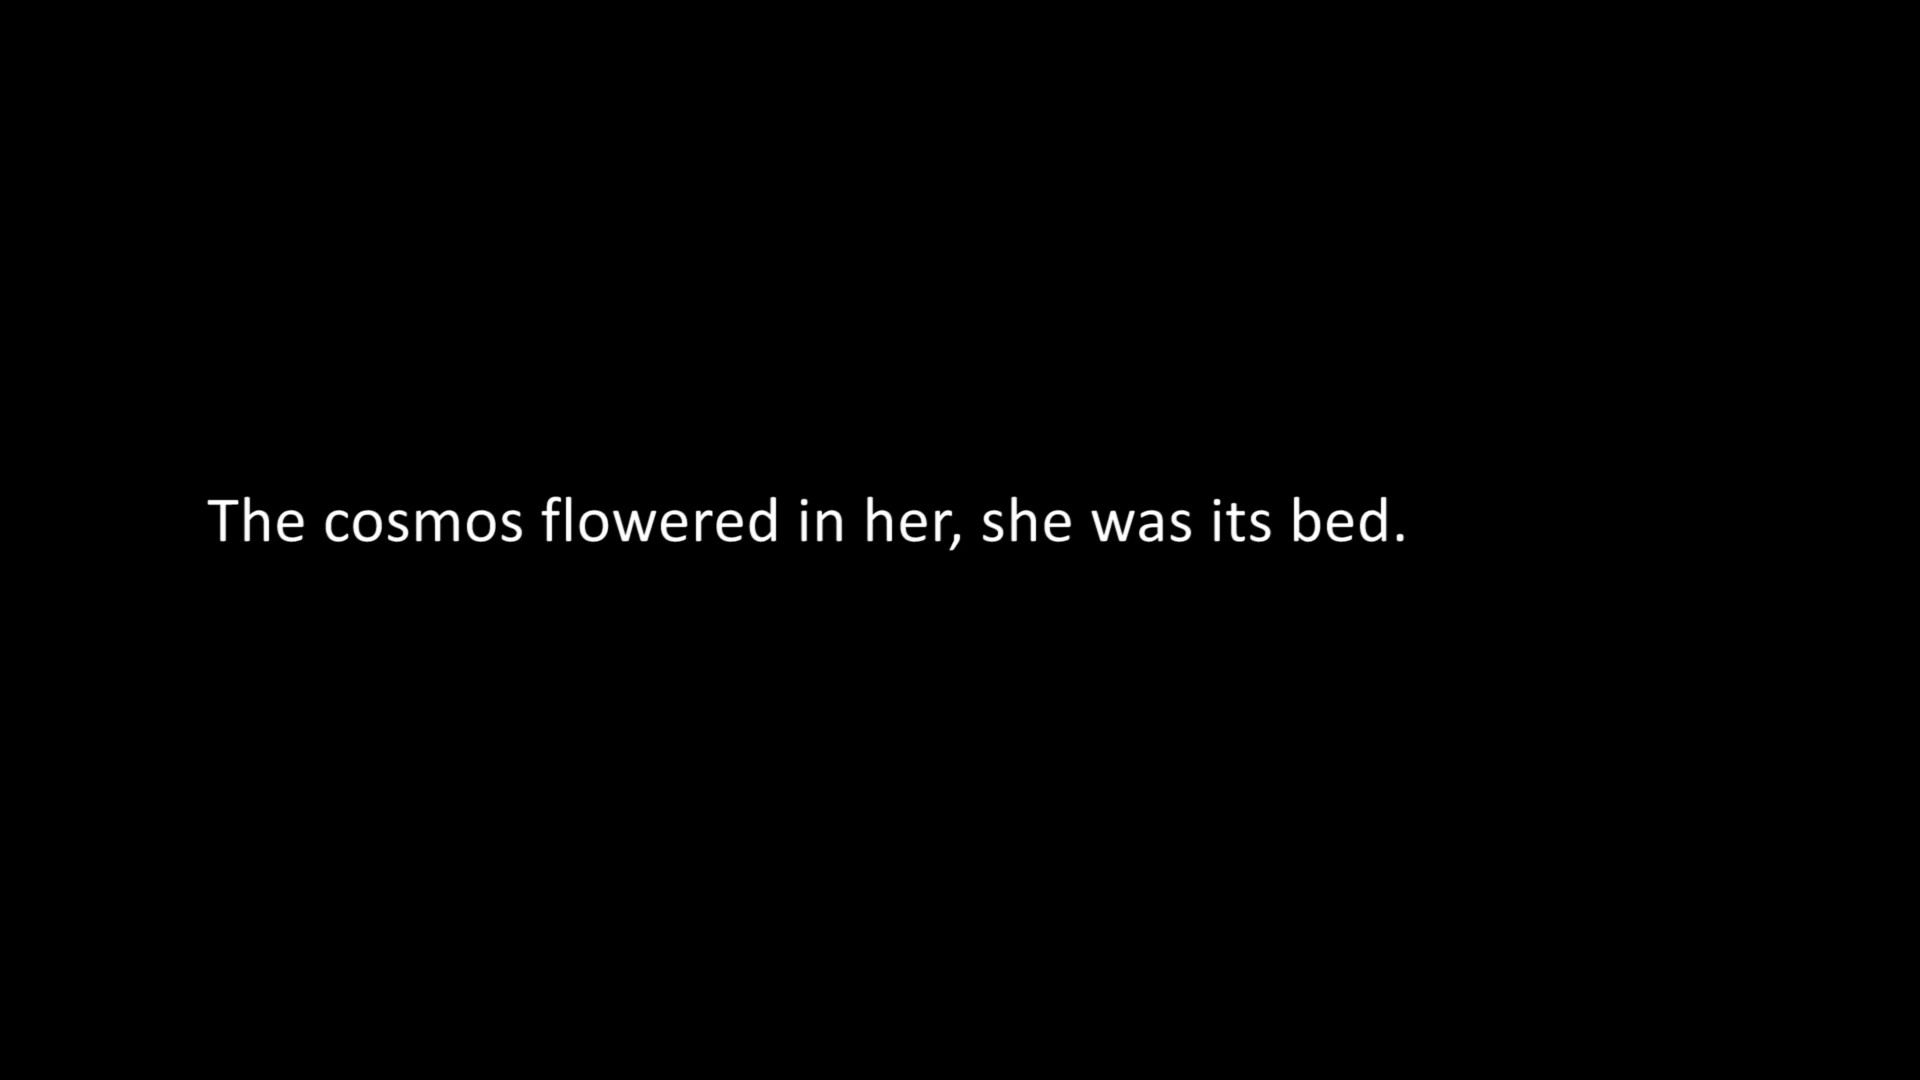 The cosmos flowered in her, she was its bed.